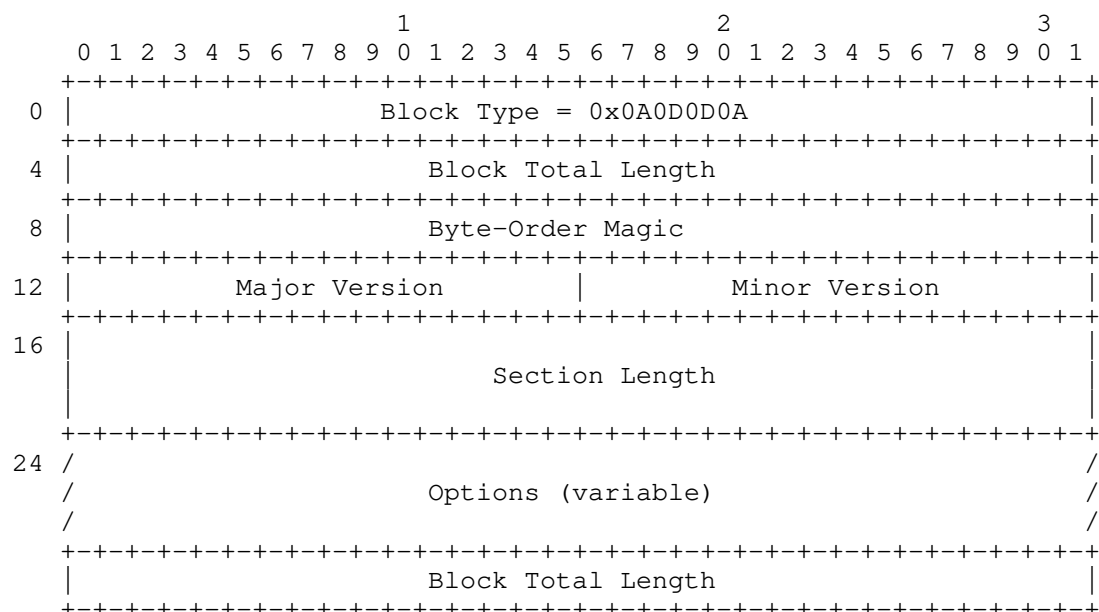 1                   2                   3
    0 1 2 3 4 5 6 7 8 9 0 1 2 3 4 5 6 7 8 9 0 1 2 3 4 5 6 7 8 9 0 1
   +-+-+-+-+-+-+-+-+-+-+-+-+-+-+-+-+-+-+-+-+-+-+-+-+-+-+-+-+-+-+-+-+
 0 |                   Block Type = 0x0A0D0D0A                     |
   +-+-+-+-+-+-+-+-+-+-+-+-+-+-+-+-+-+-+-+-+-+-+-+-+-+-+-+-+-+-+-+-+
 4 |                      Block Total Length                       |
   +-+-+-+-+-+-+-+-+-+-+-+-+-+-+-+-+-+-+-+-+-+-+-+-+-+-+-+-+-+-+-+-+
 8 |                      Byte-Order Magic                         |
   +-+-+-+-+-+-+-+-+-+-+-+-+-+-+-+-+-+-+-+-+-+-+-+-+-+-+-+-+-+-+-+-+
12 |          Major Version        |         Minor Version         |
   +-+-+-+-+-+-+-+-+-+-+-+-+-+-+-+-+-+-+-+-+-+-+-+-+-+-+-+-+-+-+-+-+
16 |                                                               |
   |                          Section Length                       |
   |                                                               |
   +-+-+-+-+-+-+-+-+-+-+-+-+-+-+-+-+-+-+-+-+-+-+-+-+-+-+-+-+-+-+-+-+
24 /                                                               /
   /                      Options (variable)                       /
   /                                                               /
   +-+-+-+-+-+-+-+-+-+-+-+-+-+-+-+-+-+-+-+-+-+-+-+-+-+-+-+-+-+-+-+-+
   |                      Block Total Length                       |
   +-+-+-+-+-+-+-+-+-+-+-+-+-+-+-+-+-+-+-+-+-+-+-+-+-+-+-+-+-+-+-+-+